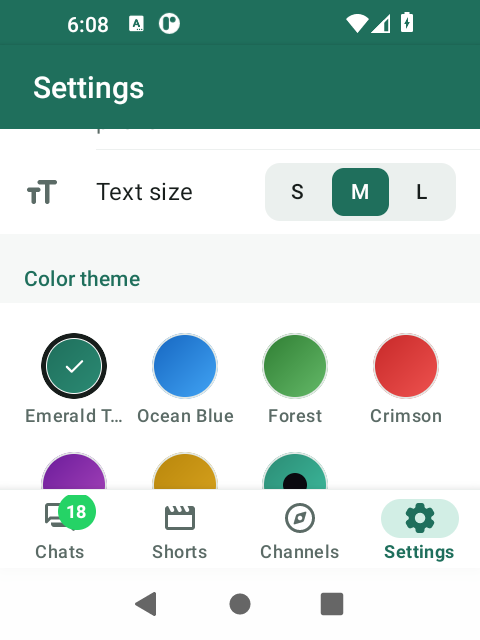 6:08
Settings
Text size
S M L
Color theme
Emerald T...
Ocean Blue
Forest
Crimson
18
Chats
Shorts
Channels
Settings